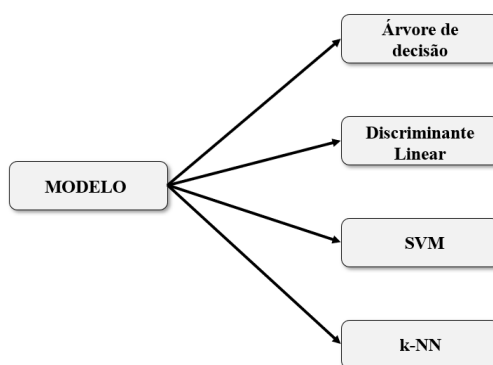 Árvore de
decisão
Discriminante
Linear
MODELO
SVM
k-NN